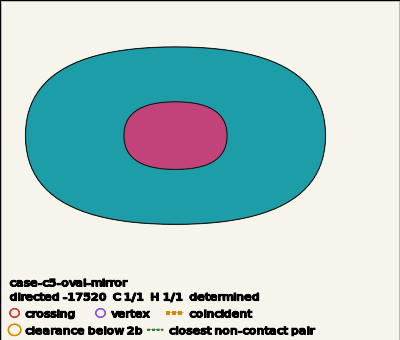 case-c5-oval-mirror
directed -17520 C 1/1 H 1/1 determined
crossing vertex coincident
clearance below 2b closest non-contact pair